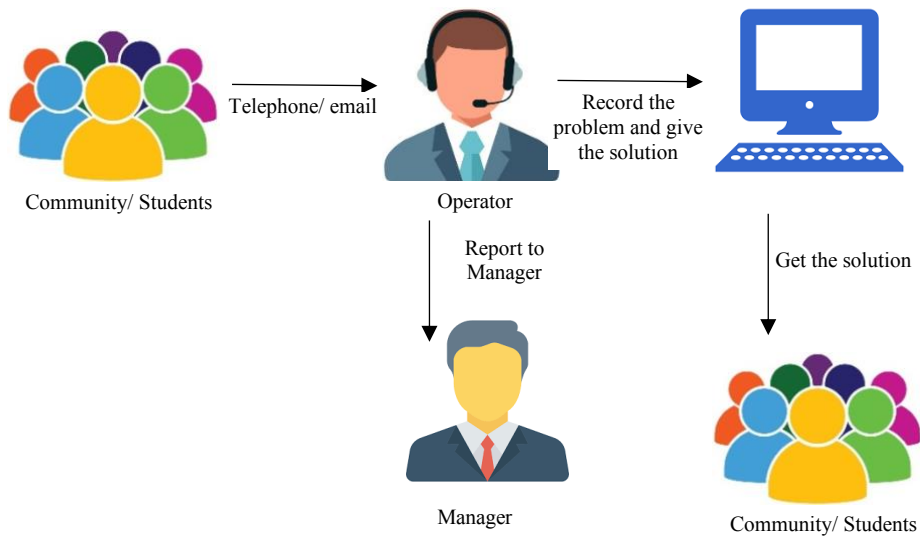 Telephone/ email
Record the
problem and give
the solution
Community/ Students
Operator
Report to
Manager
Get the solution
Manager
Community/ Students